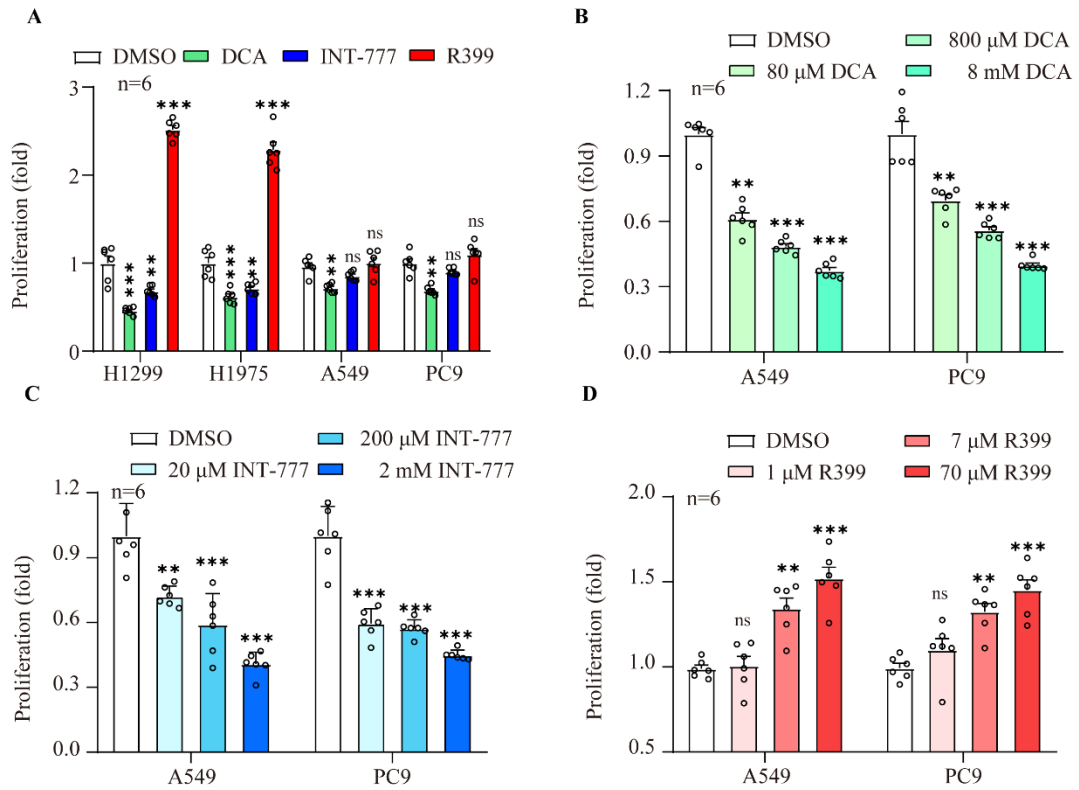 A
DMSO DCA INT-777 R399
n=6
Proliferation (fold)
3
2
1
0
*** *** *** *** ** *** ** ns ns *** ns ns
H1299 H1975 A549 PC9
B
DMSO 800 μM DCA
80 μM DCA 8 mM DCA
n=6
Proliferation (fold)
1.2
0.9
0.6
0.3
0.0
** *** *** ** *** ***
A549 PC9
C
DMSO 200 μM INT-777
20 μM INT-777 2 mM INT-777
n=6
Proliferation (fold)
1.2
0.9
0.6
0.3
0.0
** *** *** *** *** ***
A549 PC9
D
DMSO 7 μM R399
1 μM R399 70 μM R399
n=6
Proliferation (fold)
2.0
1.5
1.0
0.5
ns ** *** ns ** ***
A549 PC9